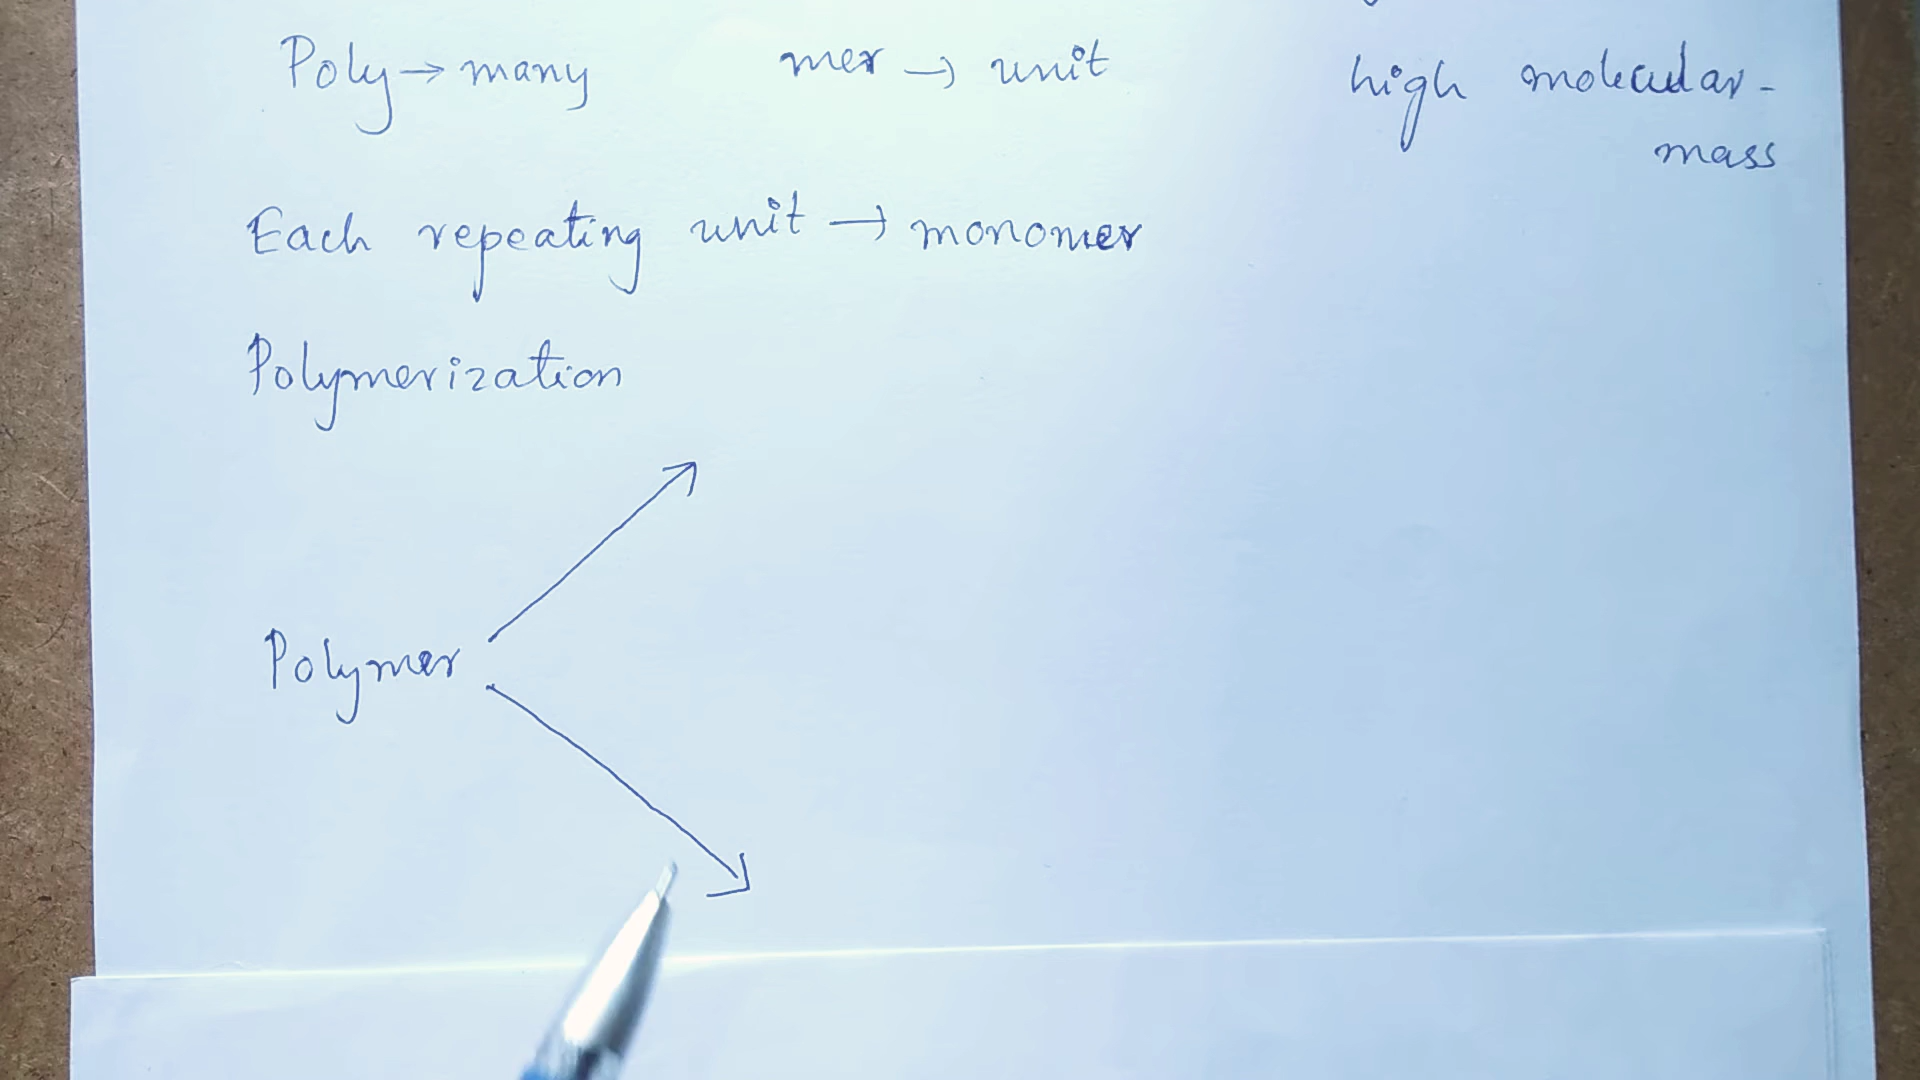 Poly → many mer → unit high molecular-
mass
Each repeating unit → monomer
Polymerization
Polymer